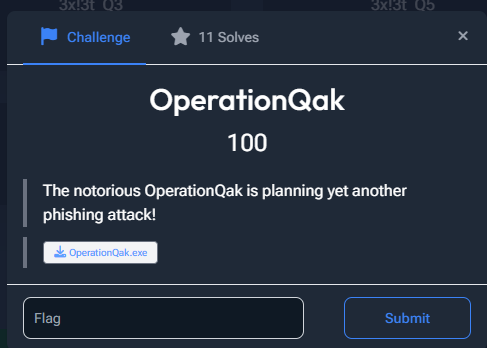 3x!3t_Q3 3x!3t_Q5
Challenge 11 Solves ×
OperationQak
100
The notorious OperationQak is planning yet another
phishing attack!
OperationQak.exe
Flag Submit